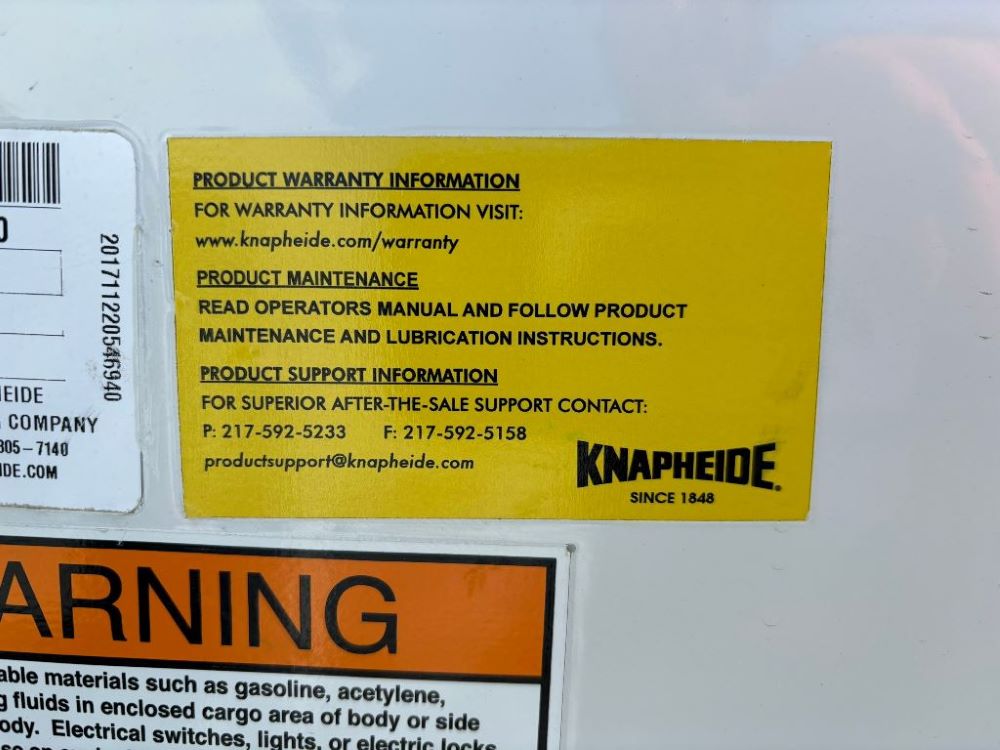 0
201711220546940
HEIDE
COMPANY
305-7140
IDE.COM
PRODUCT WARRANTY INFORMATION
FOR WARRANTY INFORMATION VISIT:
www.knapheide.com/warranty
PRODUCT MAINTENANCE
READ OPERATORS MANUAL AND FOLLOW PRODUCT
MAINTENANCE AND LUBRICATION INSTRUCTIONS.
PRODUCT SUPPORT INFORMATION
FOR SUPERIOR AFTER-THE-SALE SUPPORT CONTACT:
P: 217-592-5233 F: 217-592-5158
productsupport@knapheide.com
KNAPHEIDE
SINCE 1848
ARNING
able materials such as gasoline, acetylene,
g fluids in enclosed cargo area of body or side
ody. Electrical switches, lights, or electric locks